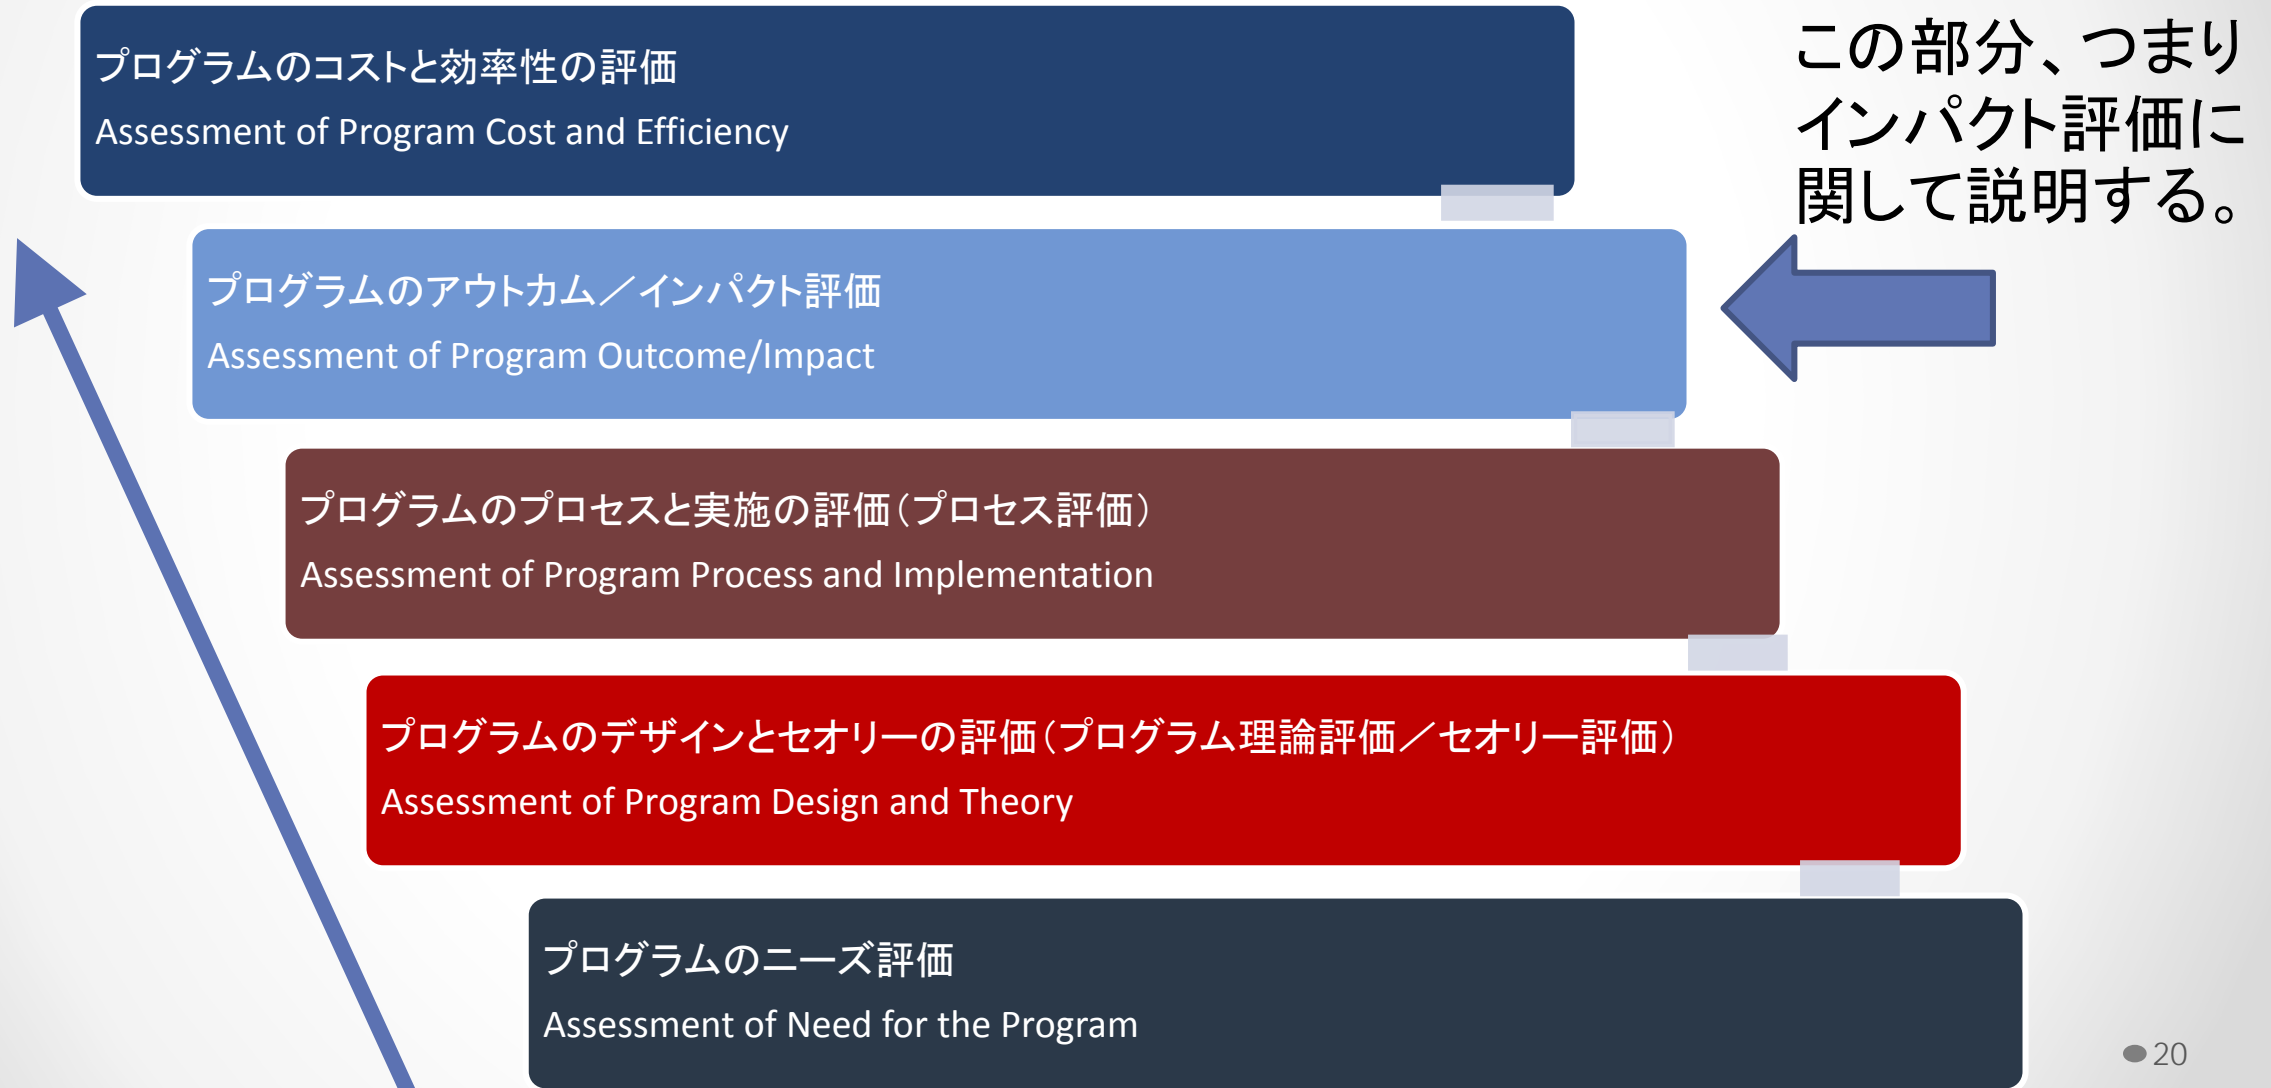 プログラムのコストと効率性の評価
Assessment of Program Cost and Efficiency
この部分、つまり
インパクト評価に
関して説明する。
プログラムのアウトカム／インパクト評価
Assessment of Program Outcome/Impact
プログラムのプロセスと実施の評価（プロセス評価）
Assessment of Program Process and Implementation
プログラムのデザインとセオリーの評価（プログラム理論評価／セオリー評価）
Assessment of Program Design and Theory
プログラムのニーズ評価
Assessment of Need for the Program
20